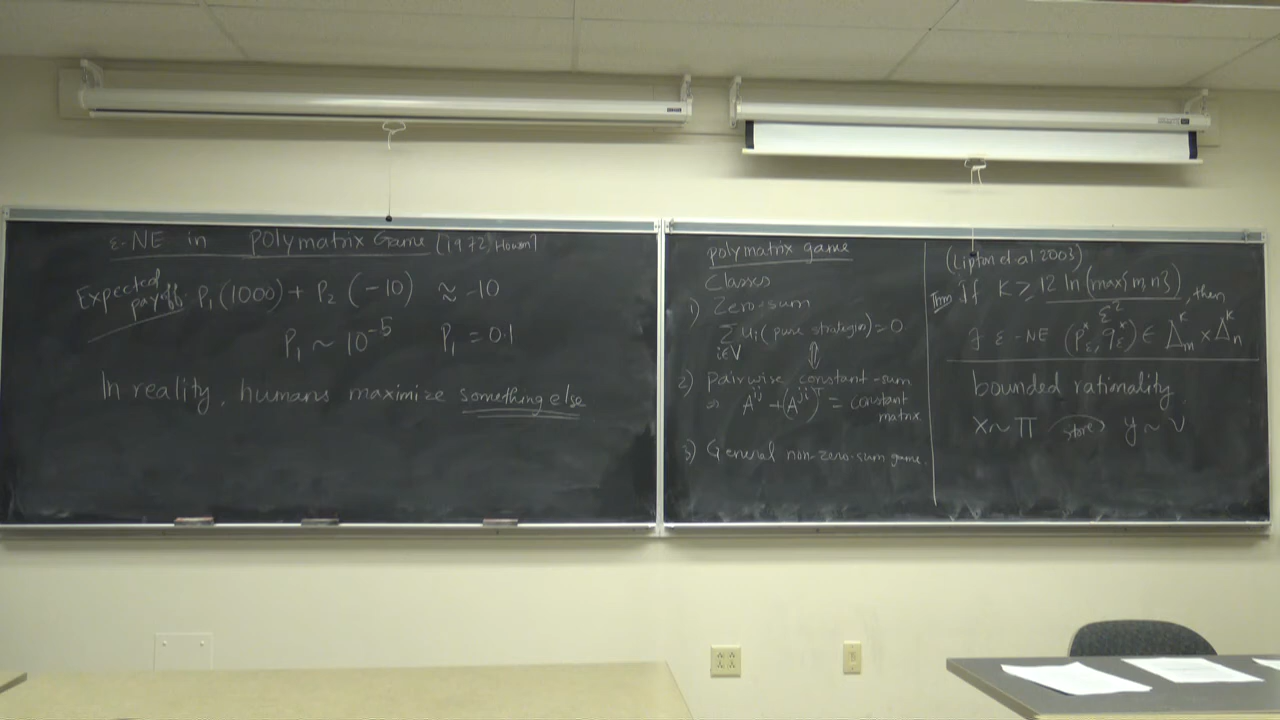 ε-NE in polymatrix Game [1972, Howson]
Expected payoff: P₁(1000) + P₂(-10) ≈ -10
P₁ ~ 10⁻⁵ P₁ = 0.1
In reality, humans maximize something else
polymatrix game
Classes
1) Zero-sum
∑_{i∈V} u_i(pure strategies) = 0
⇕
2) Pairwise constant-sum
⇒ A^{ij} + (A^{ji})^T = constant matrix
3) General non-zero-sum game.
(Lipton et al 2003)
Thm If K ≥ 12 ln(max{m,n}) / ε², then
∃ ε-NE (p*_ε, q*_ε) ∈ Δ^K_m × Δ^K_n
bounded rationality
X ~ Π store y ~ ν